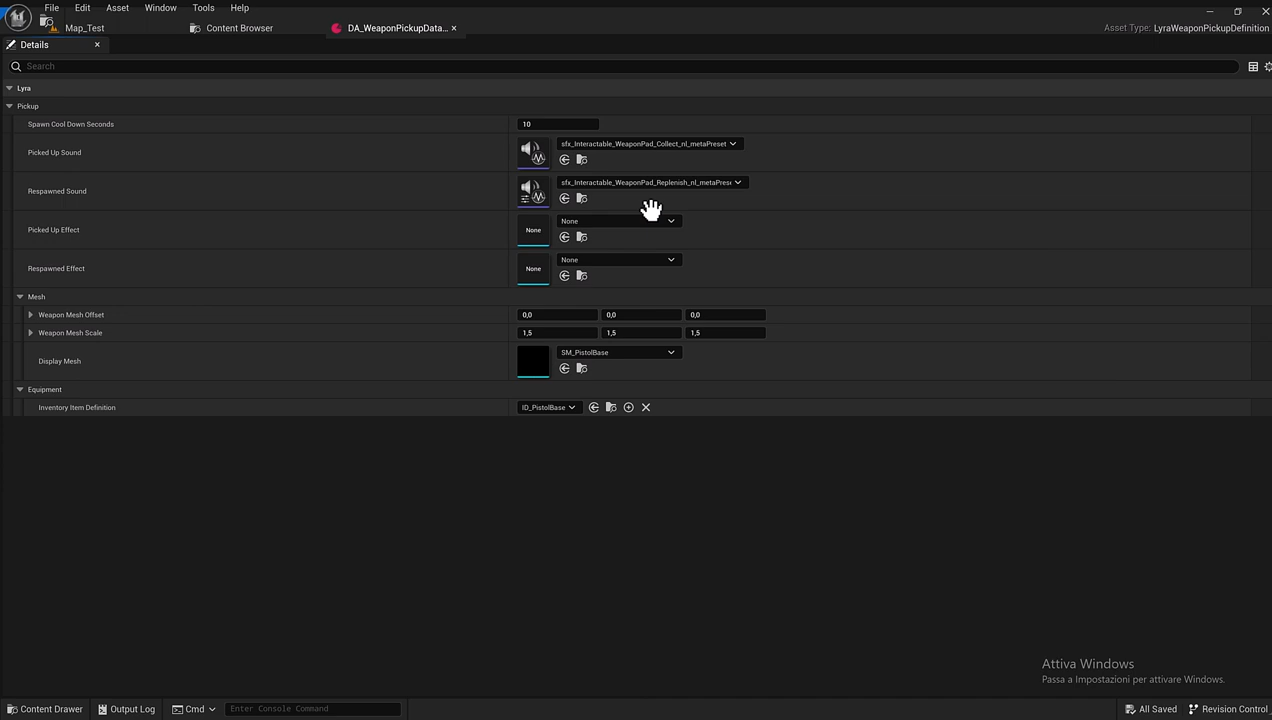 File Edit Asset Window Tools Help
Map_Test Content Browser DA_WeaponPickupData... Asset Type: LyraWeaponPickupDefinition
Details
Search
Lyra
Pickup
Spawn Cool Down Seconds 10
Picked Up Sound sfx_Interactable_WeaponPad_Collect_nl_metaPreset
Respawned Sound sfx_Interactable_WeaponPad_Replenish_nl_metaPrese
Picked Up Effect None None
Respawned Effect None None
Mesh
Weapon Mesh Offset 0,0 0,0 0,0
Weapon Mesh Scale 1,5 1,5 1,5
Display Mesh SM_PistolBase
Equipment
Inventory Item Definition ID_PistolBase
Attiva Windows
Passa a Impostazioni per attivare Windows.
Content Drawer Output Log Cmd Enter Console Command All Saved Revision Control